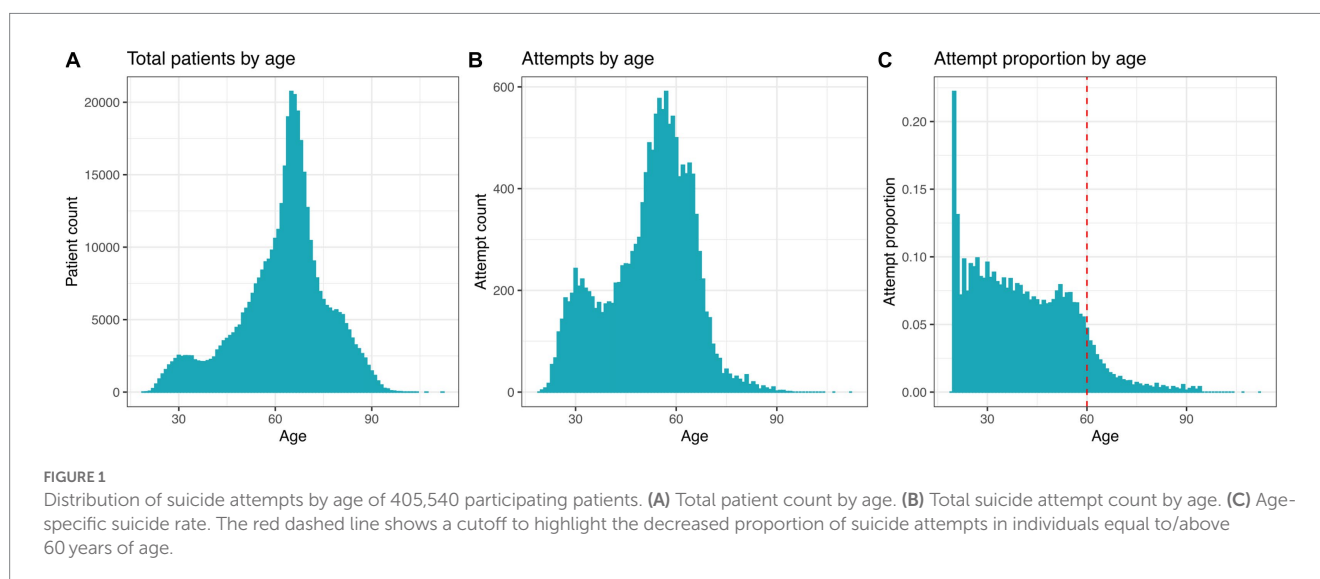 A Total patients by age
20000
15000
10000
5000
0
Patient count
30 60 90
Age
B Attempts by age
600
400
200
0
Attempt count
30 60 90
Age
C Attempt proportion by age
0.20
0.15
0.10
0.05
0.00
Attempt proportion
30 60 90
Age
FIGURE 1
Distribution of suicide attempts by age of 405,540 participating patients. (A) Total patient count by age. (B) Total suicide attempt count by age. (C) Age-
specific suicide rate. The red dashed line shows a cutoff to highlight the decreased proportion of suicide attempts in individuals equal to/above
60 years of age.